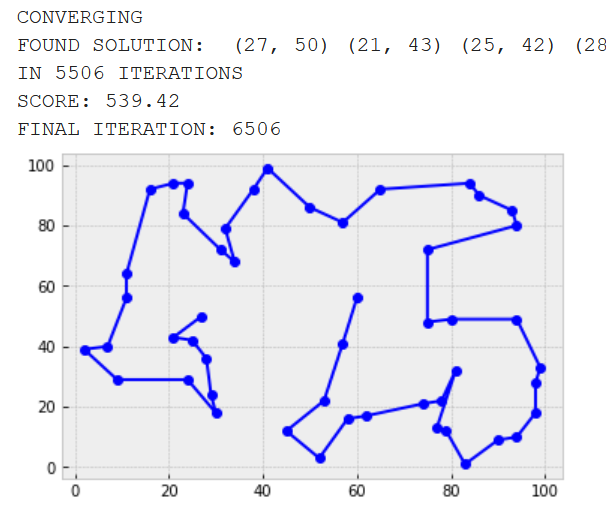 CONVERGING
FOUND SOLUTION:  (27, 50) (21, 43) (25, 42) (28
IN 5506 ITERATIONS
SCORE: 539.42
FINAL ITERATION: 6506
100
80
60
40
20
0
0 20 40 60 80 100